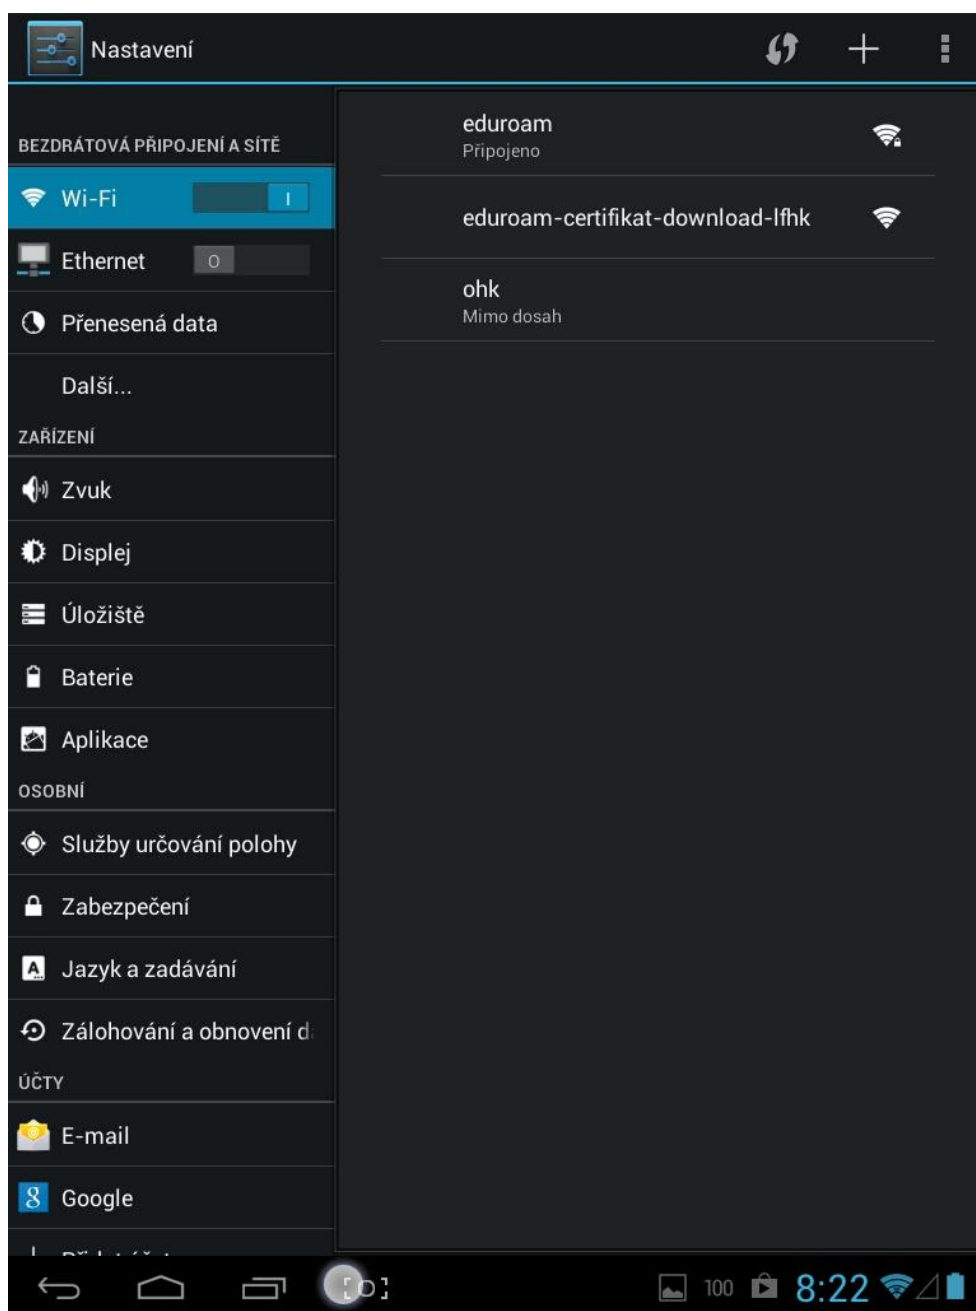 Nastavení
BEZDRÁTOVÁ PŘIPOJENÍ A SÍTĚ
Wi-Fi
I
Ethernet
O
Přenesená data
Další...
ZAŘÍZENÍ
Zvuk
Displej
Úložiště
Baterie
Aplikace
OSOBNÍ
Služby určování polohy
Zabezpečení
Jazyk a zadávání
Zálohování a obnovení d
ÚČTY
E-mail
Google
eduroam
Připojeno
eduroam-certifikat-download-lfhk
ohk
Mimo dosah
100
8:22